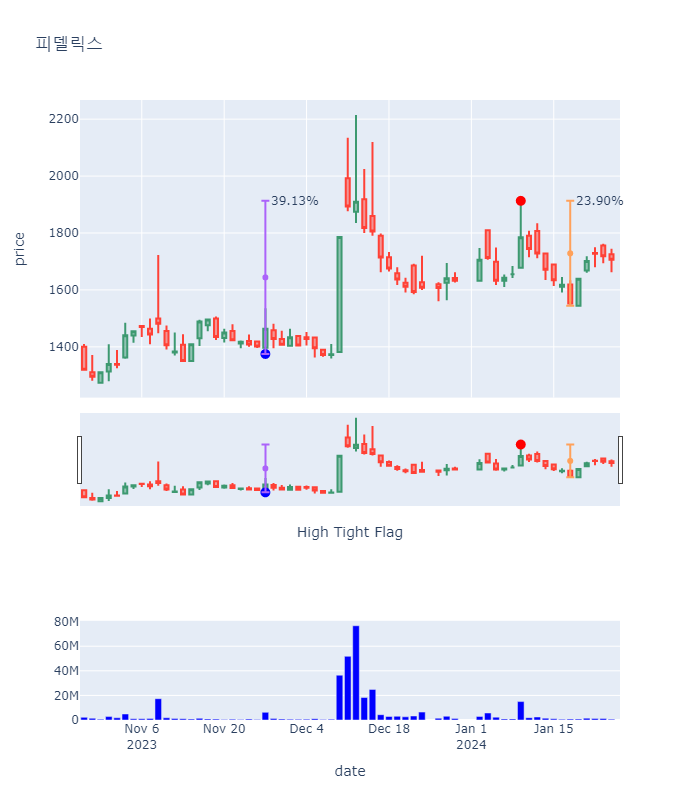 피델릭스
2200
2000
1800
1600
1400
price
39.13%
23.90%
High Tight Flag
80M
60M
40M
20M
0
Nov 6
2023
Nov 20
Dec 4
Dec 18
Jan 1
2024
Jan 15
date